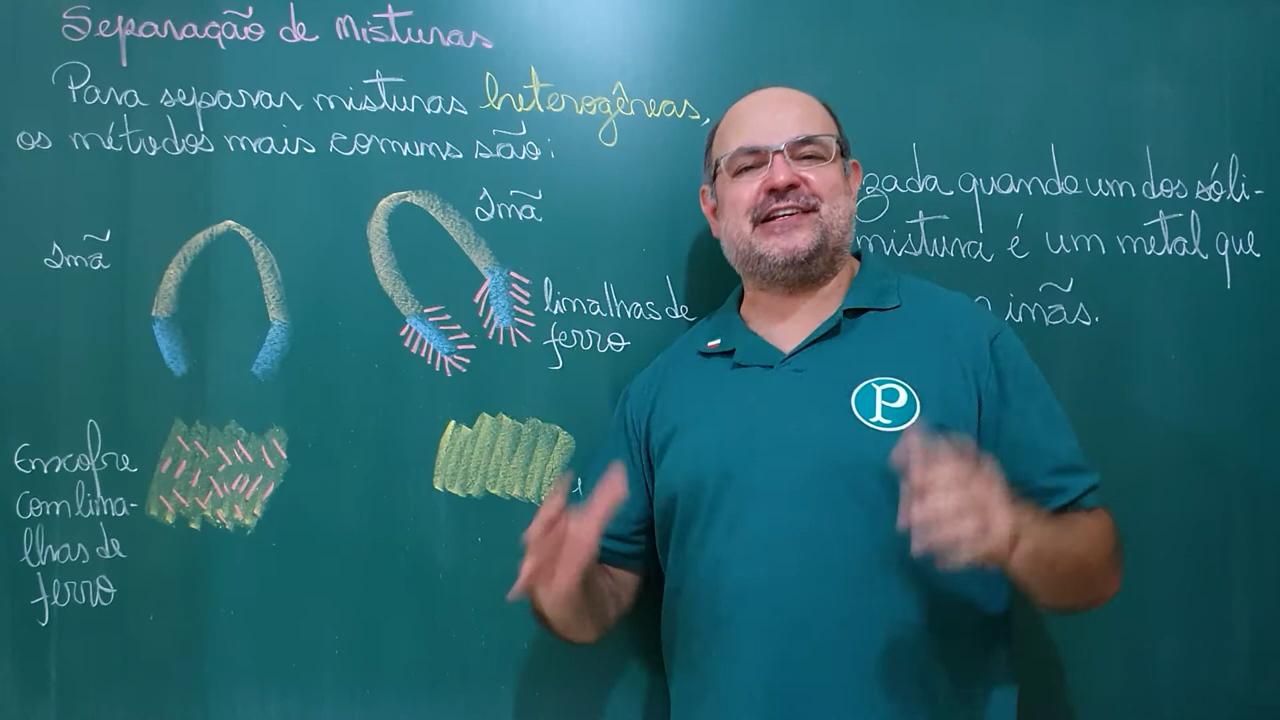 Separação de Misturas
Para separar misturas heterogêneas,
os métodos mais comuns são:
Imã
Imã
limalhas de
ferro
Enxofre
com lima-
lhas de
ferro
zada quando um dos sóli-
mistura é um metal que
imãs.
P